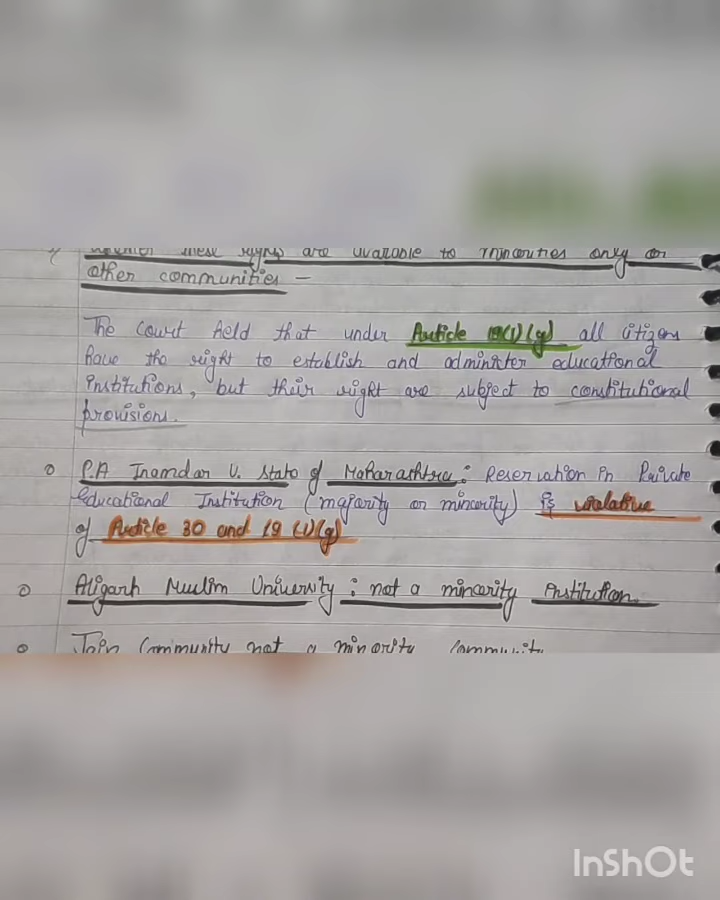 whether these rights are available to minorities only or
other communities –
The Court held that under Article 19(1)(g) all citizens
have the right to establish and administer educational
institutions, but their right are subject to constitutional
provisions.
P.A Inamdar V. State of Maharashtra: Reservation in Private
Educational Institution (majority or minority) is violative
of Article 30 and 19(1)(g)
Aligarh Muslim University: not a minority Institution.
Jain Community not a minority Community
InShOt